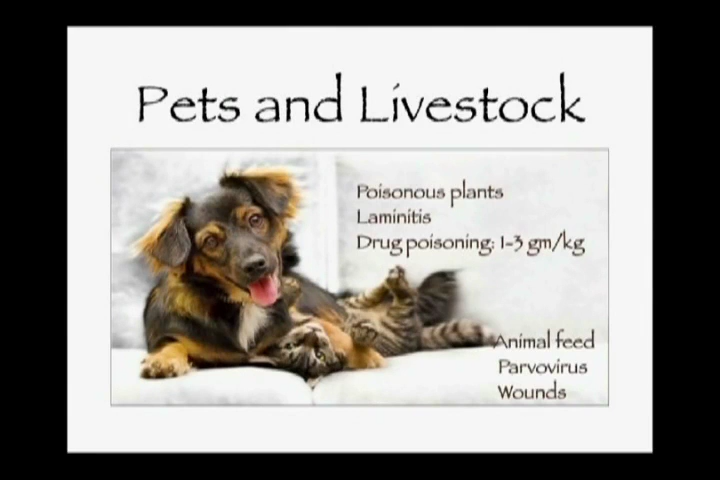 Pets and Livestock
Poisonous plants
Laminitis
Drug poisoning: 1-3 gm/kg
Animal feed
Parvovirus
Wounds